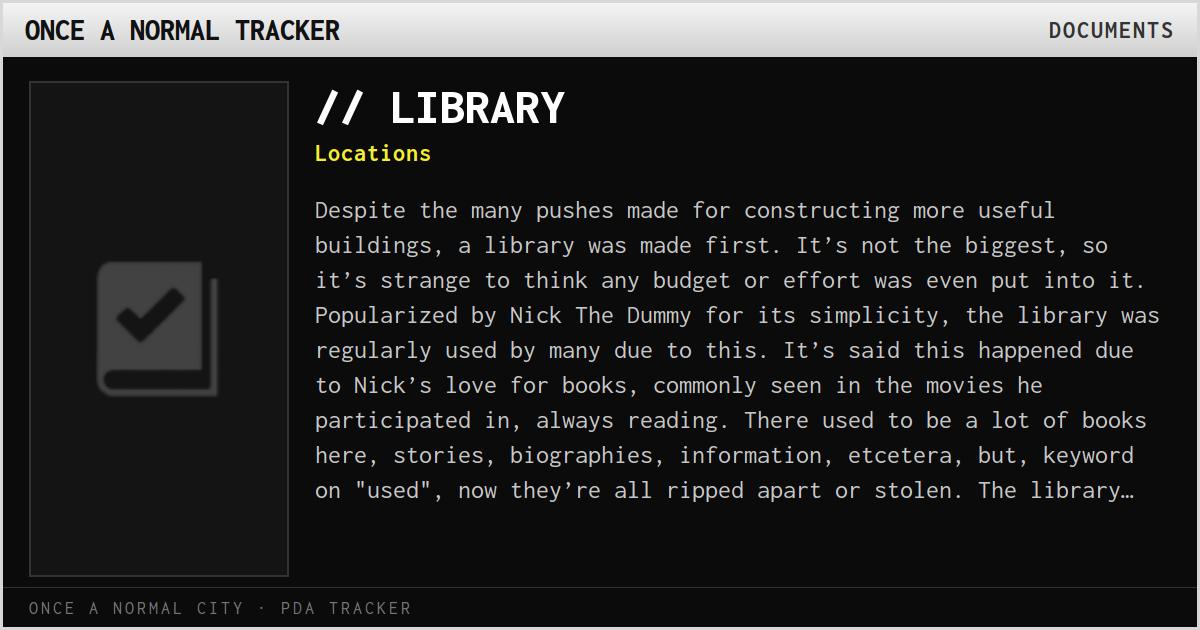 ONCE A NORMAL TRACKER
DOCUMENTS
// LIBRARY
Locations
Despite the many pushes made for constructing more useful
buildings, a library was made first. It’s not the biggest, so
it’s strange to think any budget or effort was even put into it.
Popularized by Nick The Dummy for its simplicity, the library was
regularly used by many due to this. It’s said this happened due
to Nick’s love for books, commonly seen in the movies he
participated in, always reading. There used to be a lot of books
here, stories, biographies, information, etcetera, but, keyword
on "used", now they’re all ripped apart or stolen. The library…
ONCE A NORMAL CITY · PDA TRACKER